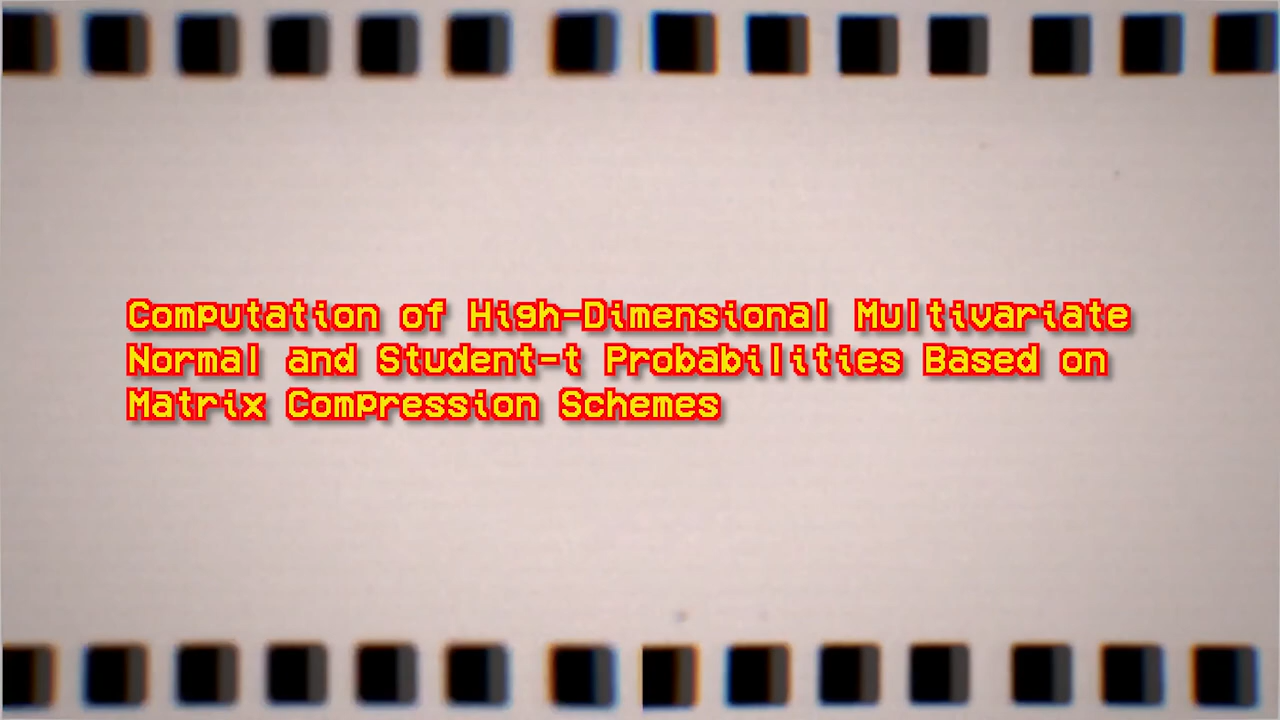 Computation of High-Dimensional Multivariate
Normal and Student-t Probabilities Based on
Matrix Compression Schemes